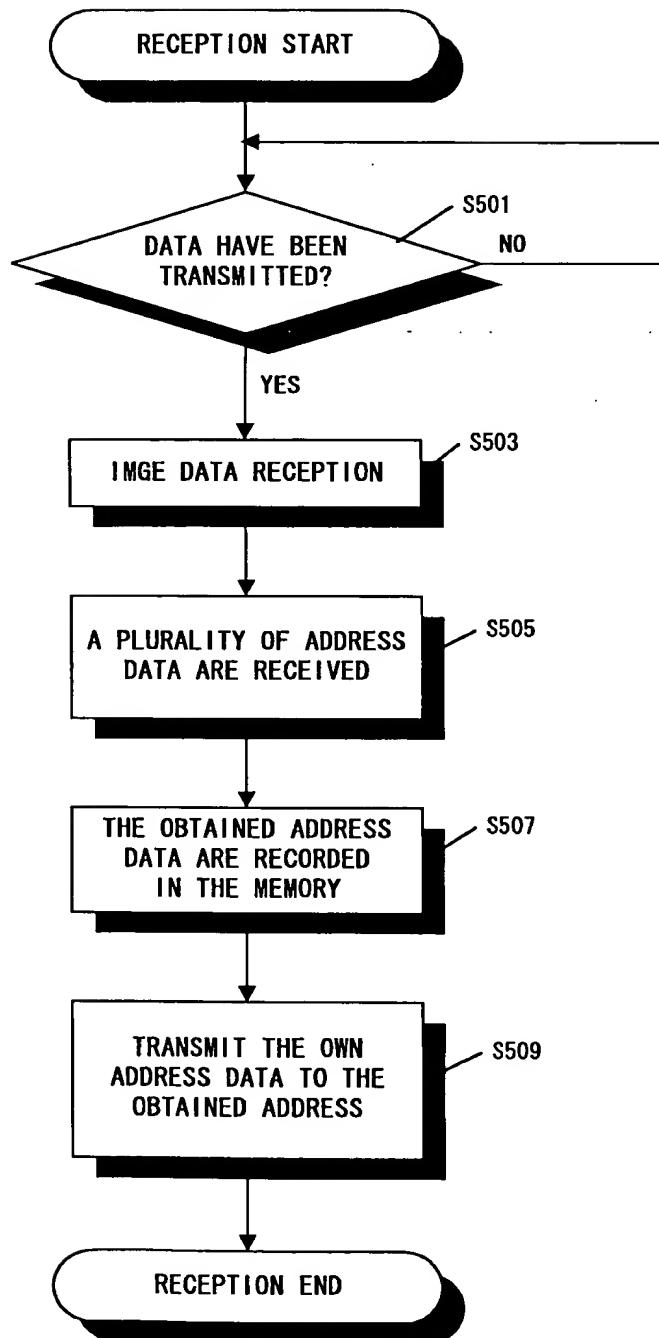 RECEPTION START
S501
DATA HAVE BEEN
TRANSMITTED?
NO
YES
S503
IMGE DATA RECEPTION
S505
A PLURALITY OF ADDRESS
DATA ARE RECEIVED
S507
THE OBTAINED ADDRESS
DATA ARE RECORDED
IN THE MEMORY
S509
TRANSMIT THE OWN
ADDRESS DATA TO THE
OBTAINED ADDRESS
RECEPTION END